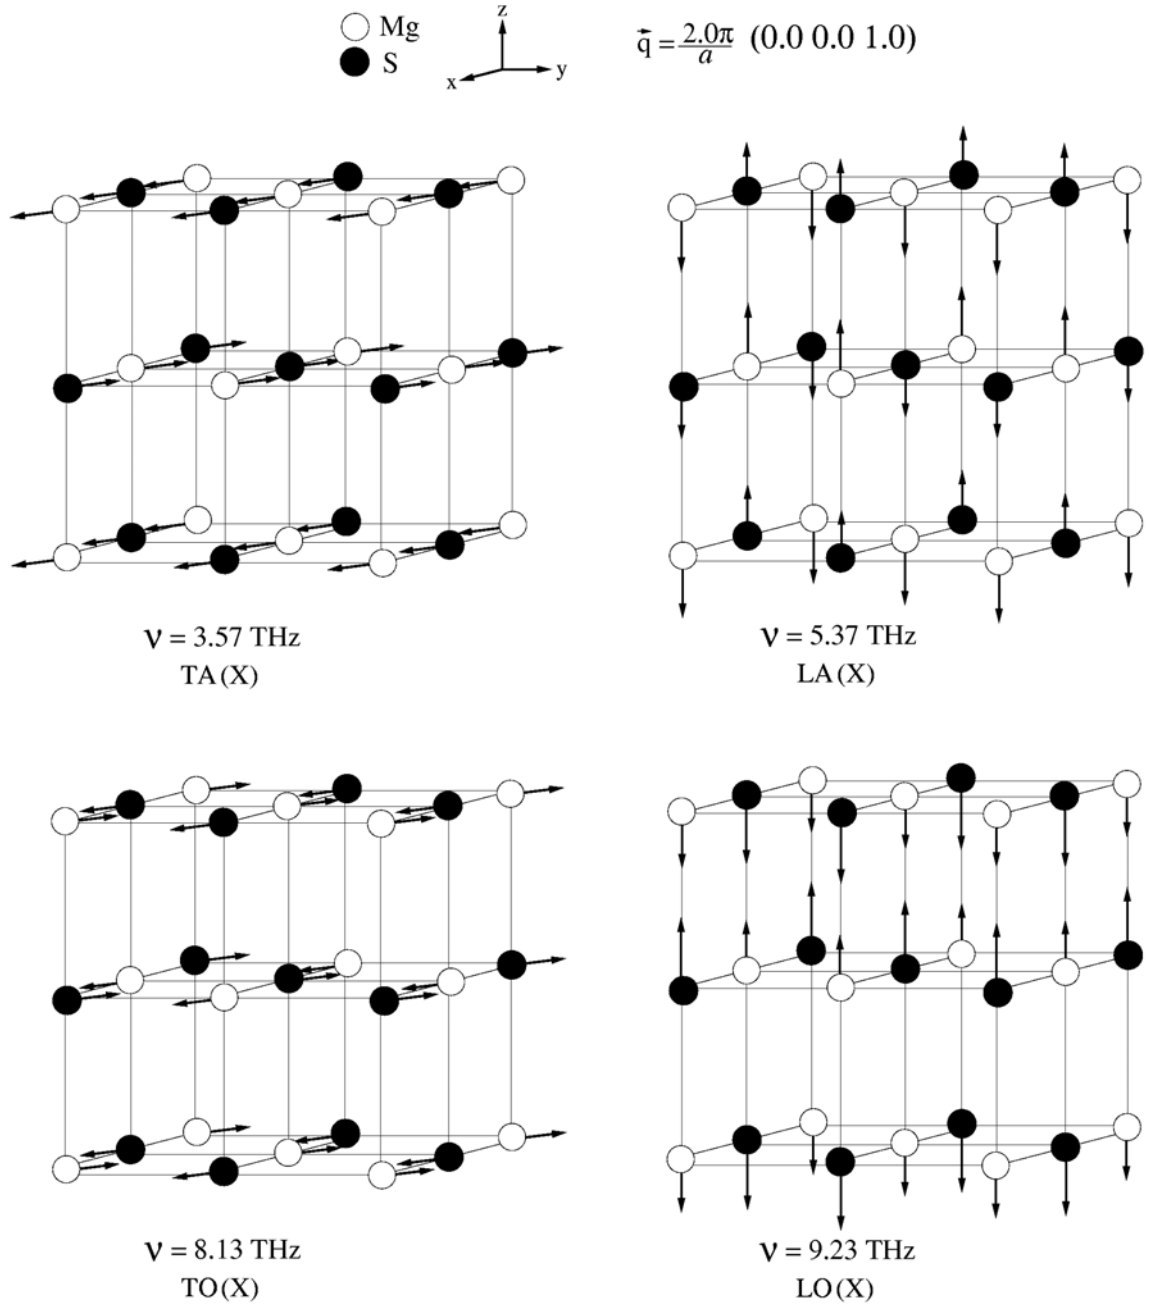 Mg
S
z
y
x
q⃗ = 2.0π/a (0.0 0.0 1.0)
ν = 3.57 THz
TA(X)
ν = 5.37 THz
LA(X)
ν = 8.13 THz
TO(X)
ν = 9.23 THz
LO(X)